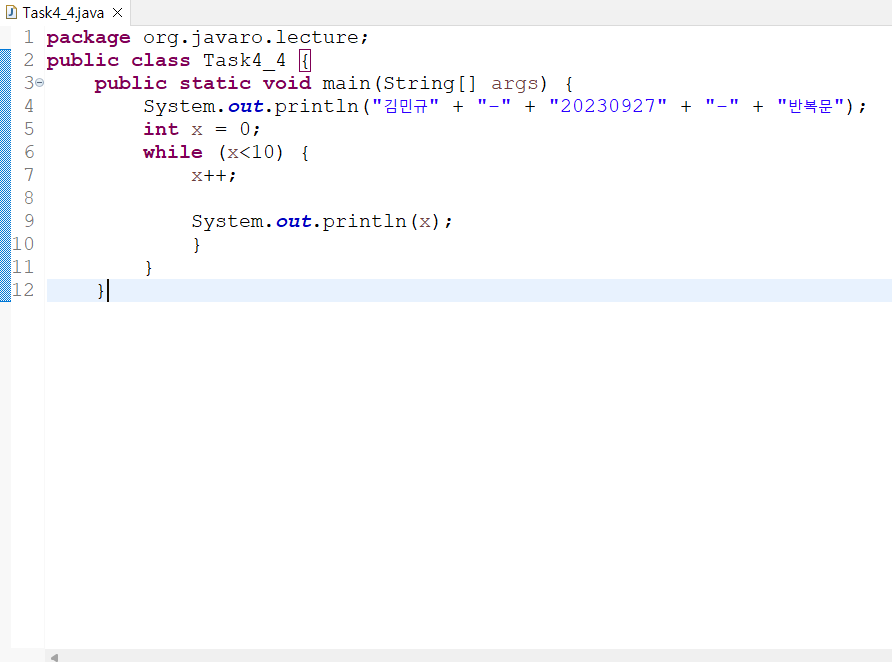 Task4_4.java
1 package org.javaro.lecture;
2 public class Task4_4 {
3 public static void main(String[] args) {
4 System.out.println("김민규" + "-" + "20230927" + "-" + "반복문");
5 int x = 0;
6 while (x<10) {
7 x++;
8
9 System.out.println(x);
10 }
11 }
12 }